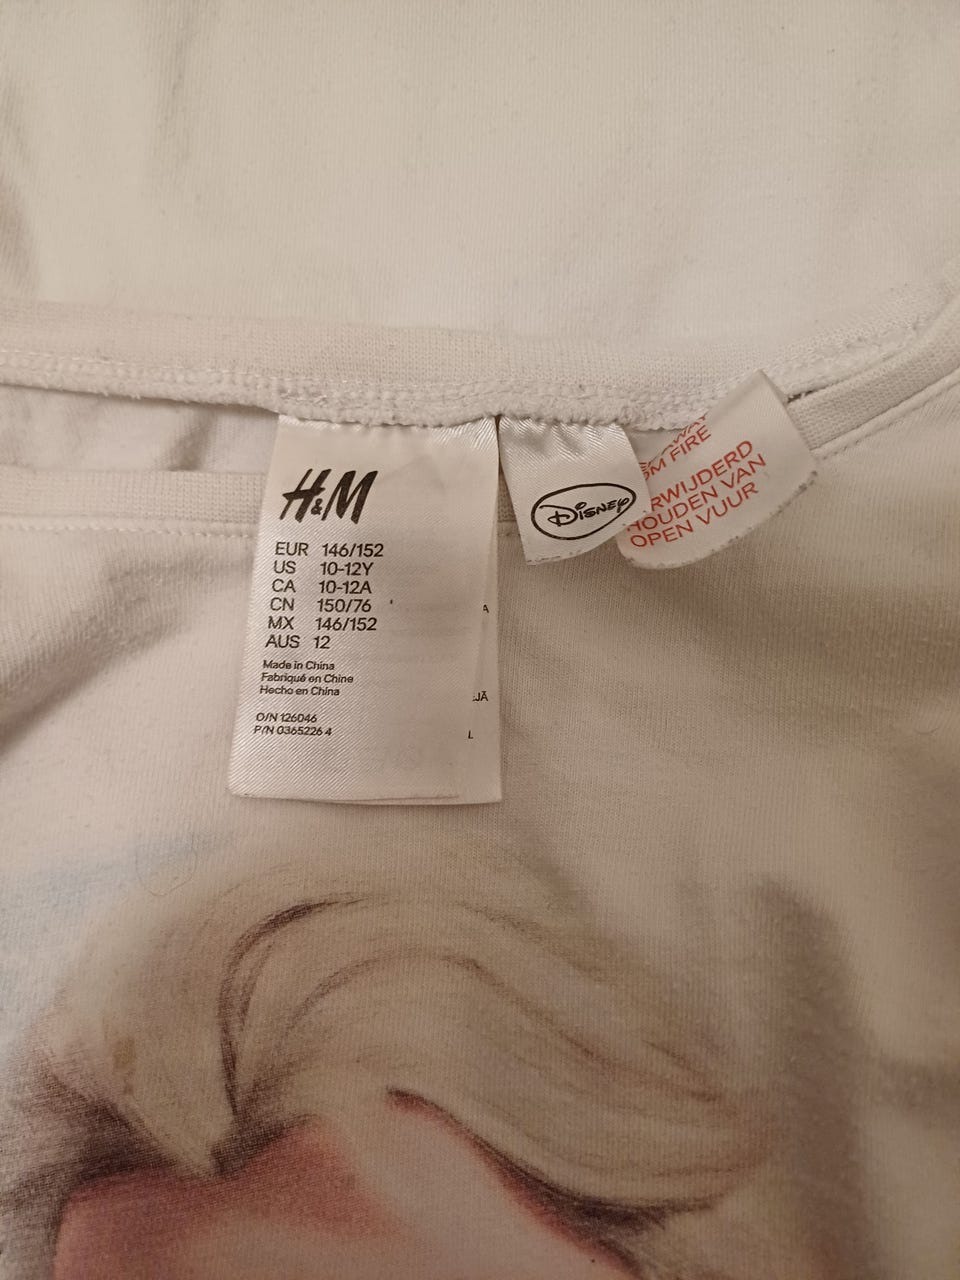 H&M
EUR 146/152
US 10-12Y
CA 10-12A
CN 150/76
MX 146/152
AUS 12
Made in China
Fabriqué en Chine
Hecho en China
O/N 126046
P/N 0365226 4
DISNEY
FIRE
HOUDEN VAN
OPEN VUUR